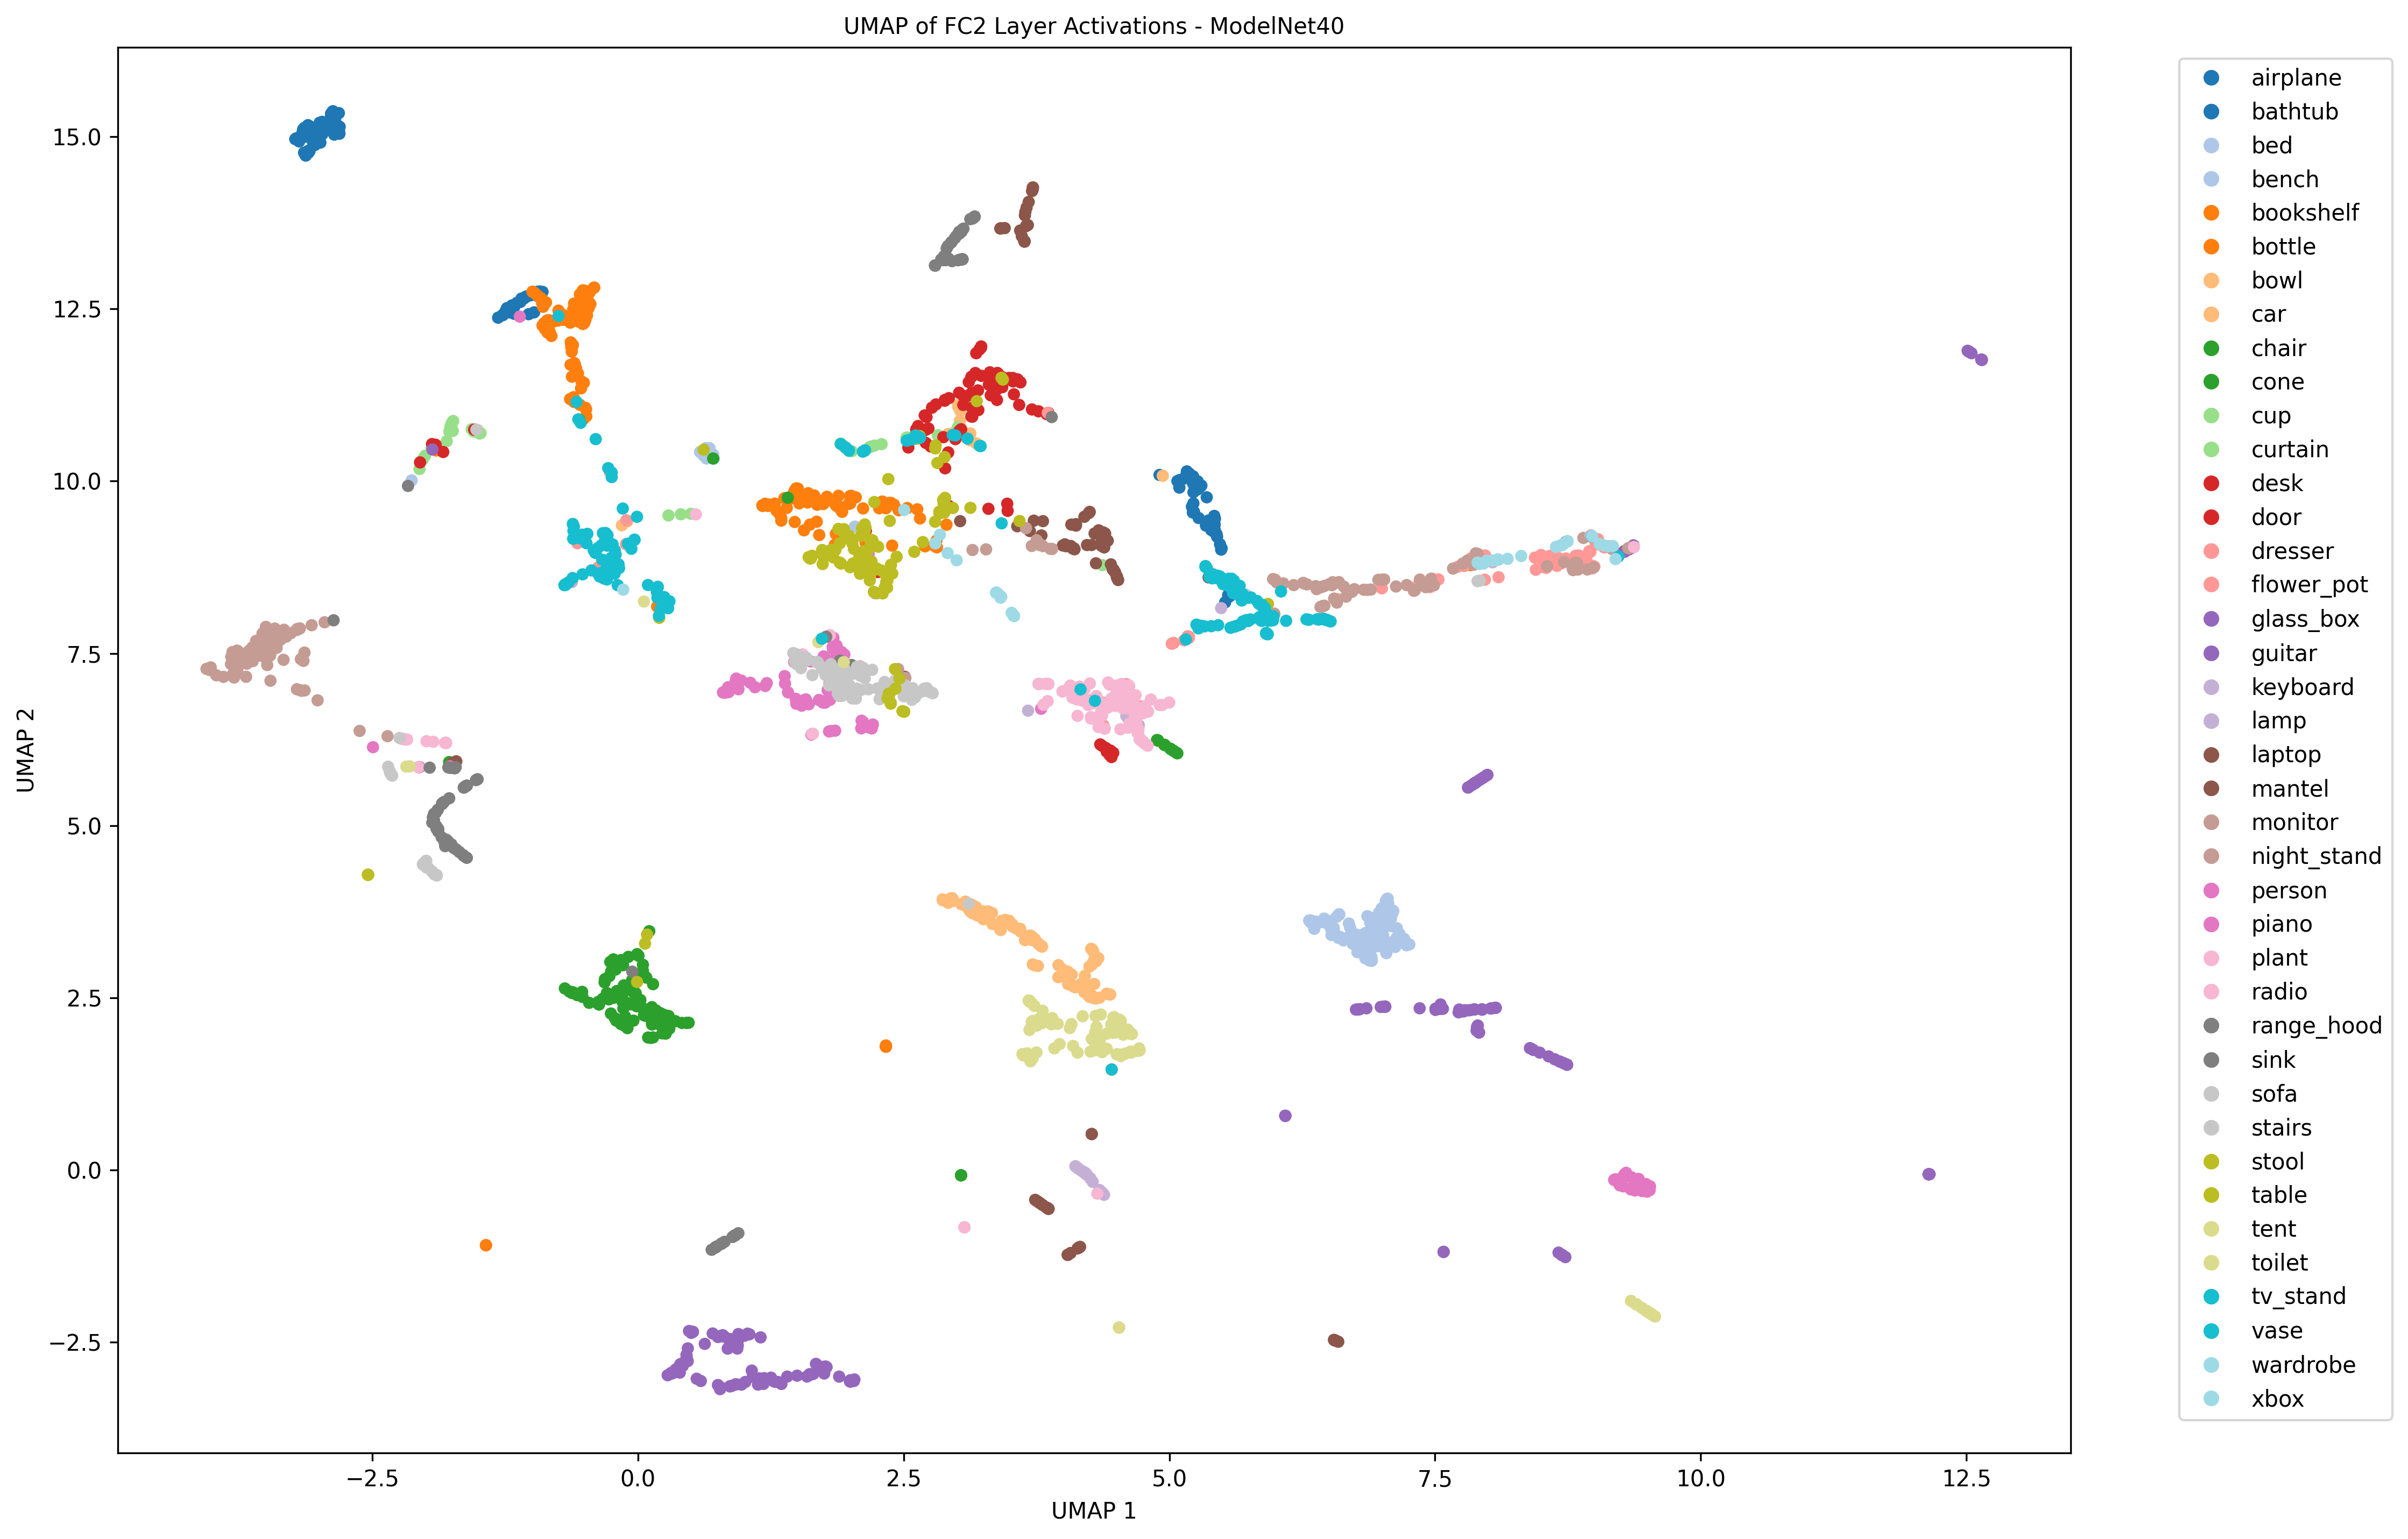 UMAP of FC2 Layer Activations - ModelNet40
15.0
12.5
10.0
7.5
5.0
2.5
0.0
−2.5
UMAP 2
−2.5
0.0
2.5
5.0
7.5
10.0
12.5
UMAP 1
airplane
bathtub
bed
bench
bookshelf
bottle
bowl
car
chair
cone
cup
curtain
desk
door
dresser
flower_pot
glass_box
guitar
keyboard
lamp
laptop
mantel
monitor
night_stand
person
piano
plant
radio
range_hood
sink
sofa
stairs
stool
table
tent
toilet
tv_stand
vase
wardrobe
xbox